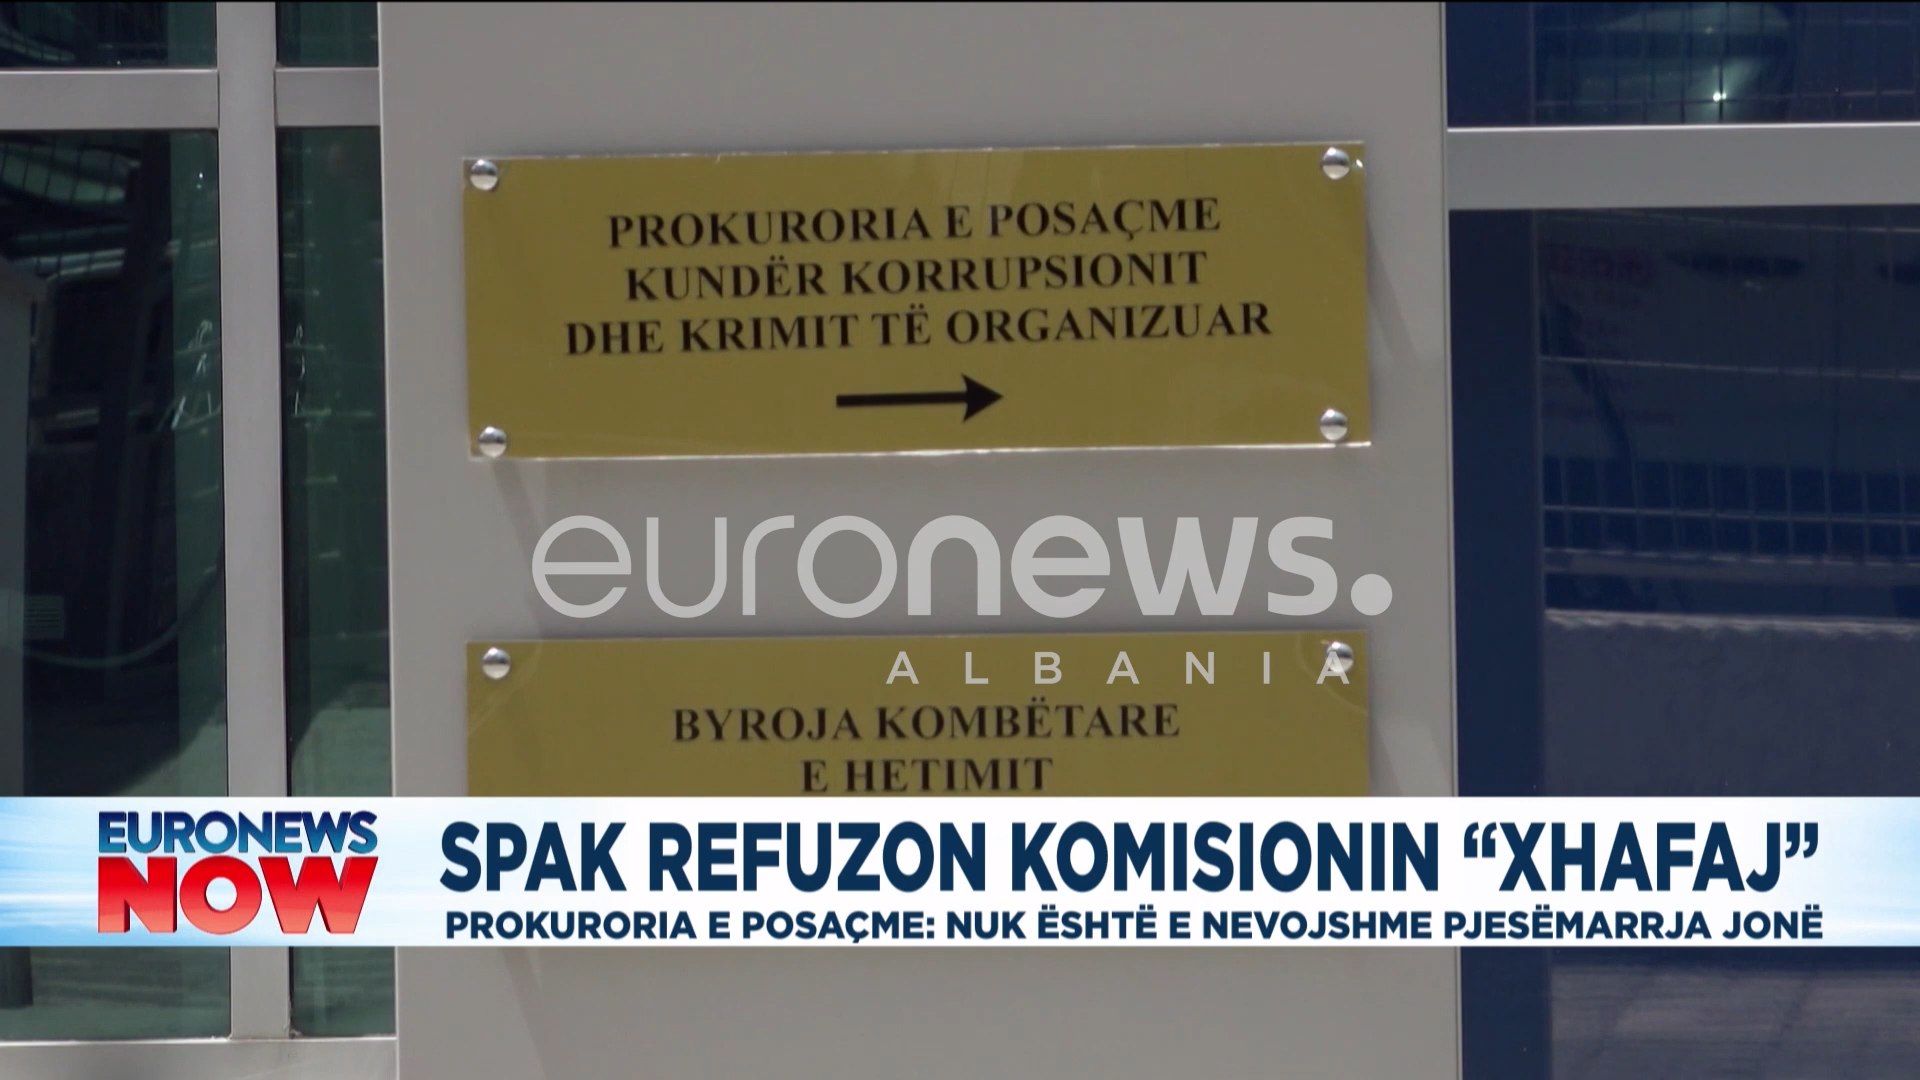 PROKURORIA E POSAÇME
KUNDËR KORRUPSIONIT
DHE KRIMIT TË ORGANIZUAR
euronews.
ALBANIA
BYROJA KOMBËTARE
E HETIMIT
EURONEWS
NOW
SPAK REFUZON KOMISIONIN “XHAFAJ”
PROKURORIA E POSAÇME: NUK ËSHTË E NEVOJSHME PJESËMARRJA JONË